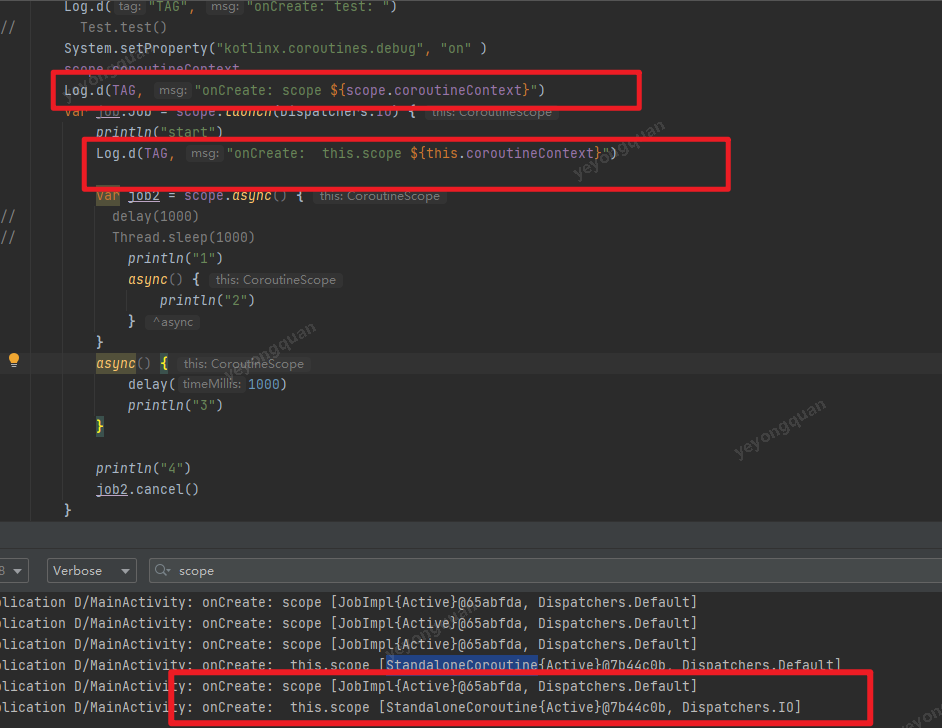 Log.d( tag: "TAG", msg: "onCreate: test: ")
// Test.test()
System.setProperty("kotlinx.coroutines.debug", "on" )
scope.coroutineContext
Log.d(TAG, msg: "onCreate: scope ${scope.coroutineContext}")
var job:Job = scope.launch(Dispatchers.IO) { this: CoroutineScope
println("start")
Log.d(TAG, msg: "onCreate:  this.scope ${this.coroutineContext}")
var job2 = scope.async() { this: CoroutineScope
// delay(1000)
// Thread.sleep(1000)
println("1")
async() { this: CoroutineScope
println("2")
} ^async
}
async() { this: CoroutineScope
delay( timeMillis: 1000)
println("3")
}
println("4")
job2.cancel()
}
8 Verbose scope
plication D/MainActivity: onCreate: scope [JobImpl{Active}@65abfda, Dispatchers.Default]
plication D/MainActivity: onCreate: scope [JobImpl{Active}@65abfda, Dispatchers.Default]
plication D/MainActivity: onCreate: scope [JobImpl{Active}@65abfda, Dispatchers.Default]
plication D/MainActivity: onCreate:  this.scope [StandaloneCoroutine{Active}@7b44c0b, Dispatchers.Default]
plication D/MainActivity: onCreate: scope [JobImpl{Active}@65abfda, Dispatchers.Default]
plication D/MainActivity: onCreate:  this.scope [StandaloneCoroutine{Active}@7b44c0b, Dispatchers.IO]
yeyongquan
yeyongquan
yeyongquan